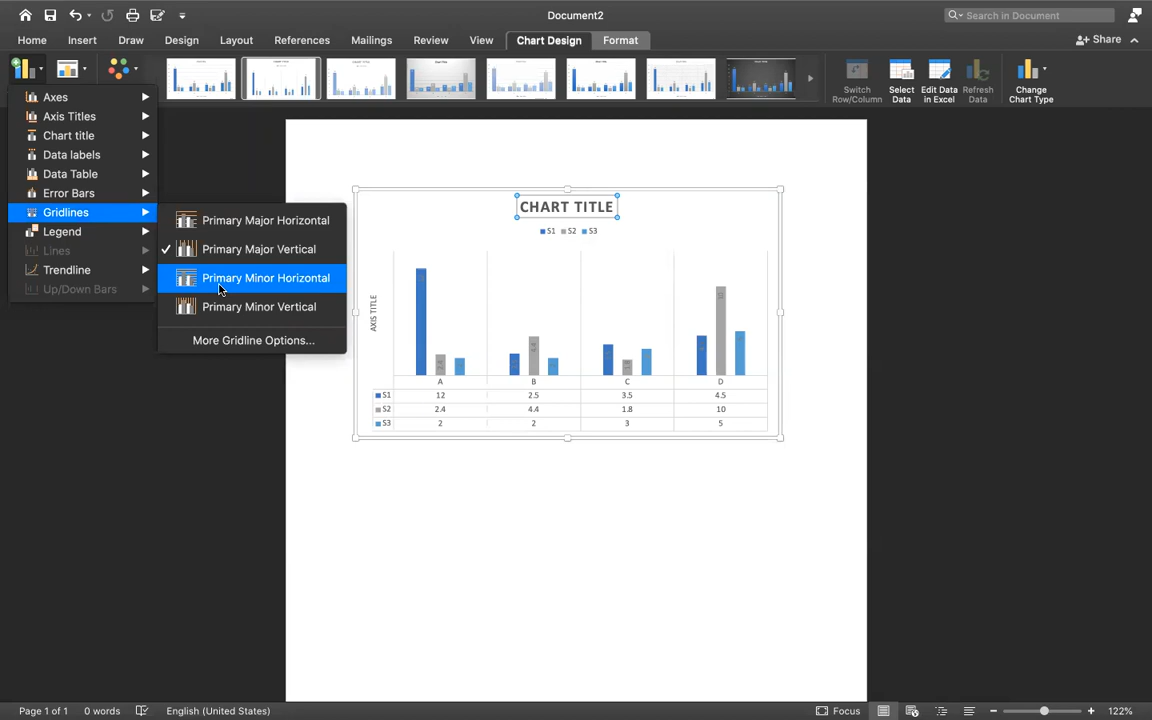 Document2
Search in Document
Home Insert Draw Design Layout References Mailings Review View Chart Design Format Share
Switch Row/Column
Select Data
Edit Data in Excel
Refresh Data
Change Chart Type
Axes
Axis Titles
Chart title
Data labels
Data Table
Error Bars
Gridlines
Legend
Lines
Trendline
Up/Down Bars
Primary Major Horizontal
Primary Major Vertical
Primary Minor Horizontal
Primary Minor Vertical
More Gridline Options...
CHART TITLE
S1 S2 S3
AXIS TITLE
A B C D
S1 12 2.5 3.5 4.5
S2 2.4 4.4 1.8 10
S3 2 2 3 5
Page 1 of 1 0 words English (United States) Focus 122%